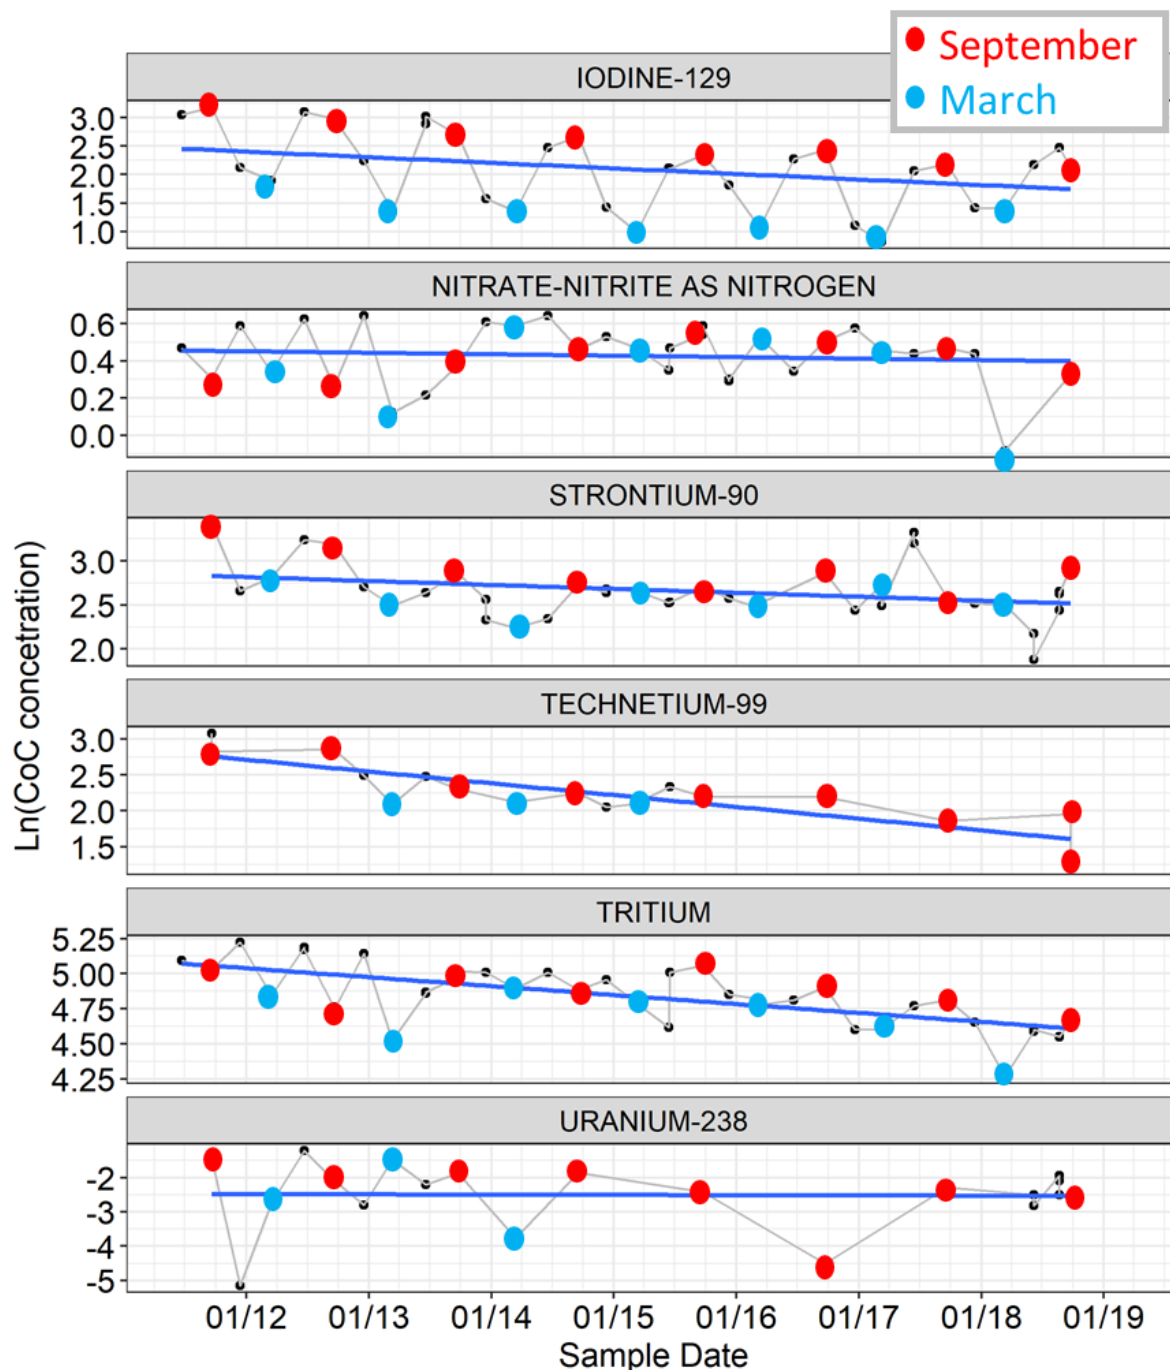 September
March
IODINE-129
3.0
2.5
2.0
1.5
1.0
NITRATE-NITRITE AS NITROGEN
0.6
0.4
0.2
0.0
STRONTIUM-90
3.0
2.5
2.0
Ln(CoC concetration)
TECHNETIUM-99
3.0
2.5
2.0
1.5
TRITIUM
5.25
5.00
4.75
4.50
4.25
URANIUM-238
-2
-3
-4
-5
01/12 01/13 01/14 01/15 01/16 01/17 01/18 01/19
Sample Date